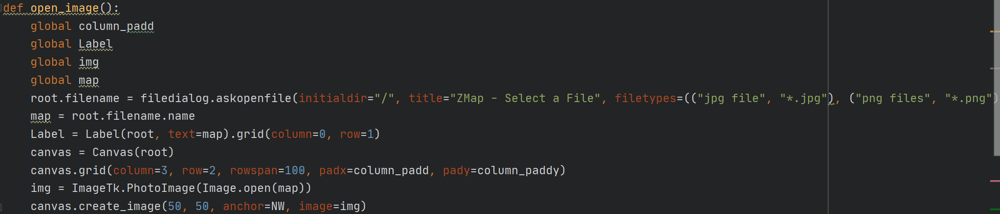 def open_image():
    global column_padd
    global Label
    global img
    global map
    root.filename = filedialog.askopenfile(initialdir="/", title="ZMap - Select a File", filetypes=(("jpg file", "*.jpg"), ("png files", "*.png")
    map = root.filename.name
    Label = Label(root, text=map).grid(column=0, row=1)
    canvas = Canvas(root)
    canvas.grid(column=3, row=2, rowspan=100, padx=column_padd, pady=column_paddy)
    img = ImageTk.PhotoImage(Image.open(map))
    canvas.create_image(50, 50, anchor=NW, image=img)